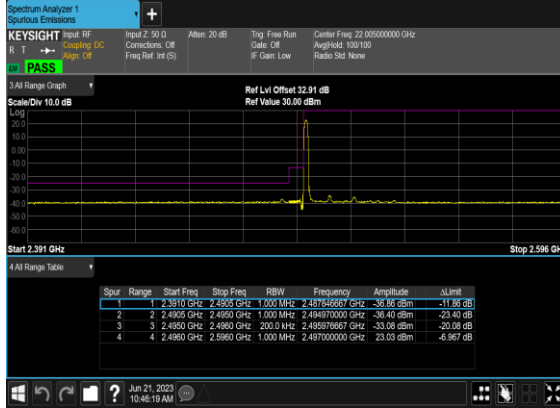 Spectrum Analyzer 1
Spurious Emissions
+
KEYSIGHT Input: RF Input Z: 50 Ω Atten: 20 dB Trig: Free Run Center Freq: 22.005000000 GHz
R T Coupling: DC Corrections: Off Gate: Off Avg|Hold: 100/100
Align: Off Freq Ref: Int (S) IF Gain: Low Radio Std: None
PASS
3 All Range Graph
Ref Lvl Offset 32.91 dB
Scale/Div 10.0 dB Ref Value 30.00 dBm
Log
20.0
10.0
0.00
-10.0
-20.0
-30.0
-40.0
-50.0
-60.0
Start 2.391 GHz Stop 2.596 GH
4 All Range Table
Spur Range Start Freq Stop Freq RBW Frequency Amplitude ΔLimit
1 1 2.3910 GHz 2.4905 GHz 1.000 MHz 2.487846667 GHz -36.86 dBm -11.86 dB
2 2 2.4905 GHz 2.4950 GHz 1.000 MHz 2.494970000 GHz -36.40 dBm -23.40 dB
3 3 2.4950 GHz 2.4960 GHz 200.0 kHz 2.495976667 GHz -33.08 dBm -20.08 dB
4 4 2.4960 GHz 2.5960 GHz 1.000 MHz 2.497000000 GHz 23.03 dBm -6.967 dB
?
Jun 21, 2023
10:46:19 AM